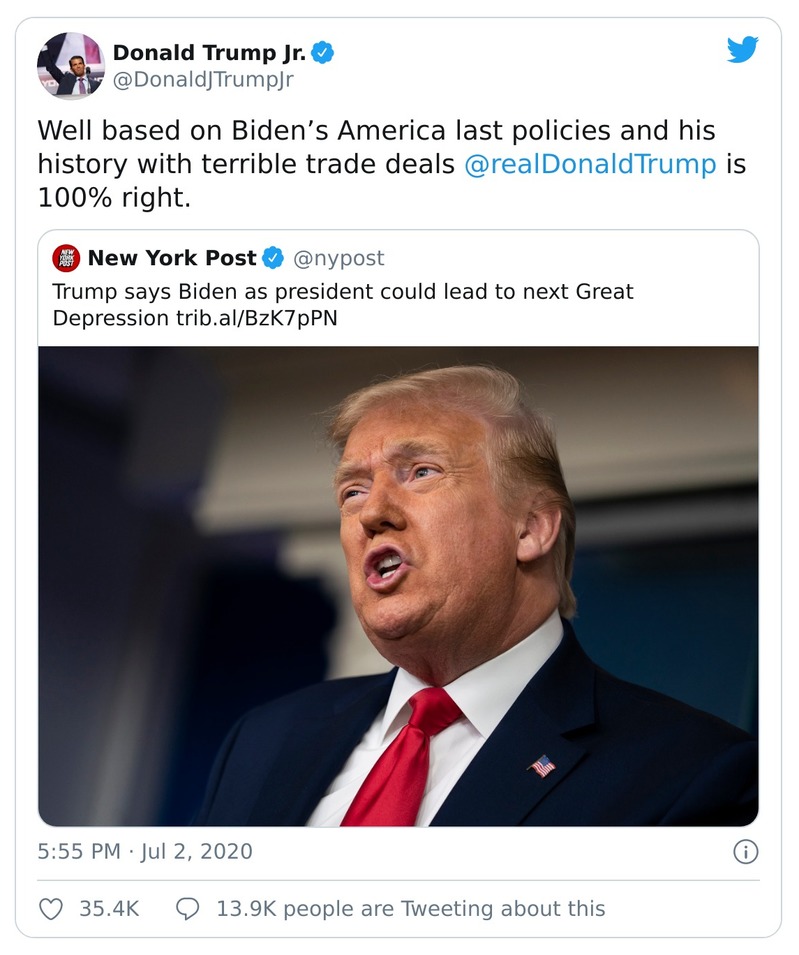 Donald Trump Jr.
@DonaldJTrumpJr
Well based on Biden’s America last policies and his
history with terrible trade deals @realDonaldTrump is
100% right.
NEW
YORK
POST
New York Post @nypost
Trump says Biden as president could lead to next Great
Depression trib.al/BzK7pPN
5:55 PM · Jul 2, 2020
35.4K 13.9K people are Tweeting about this